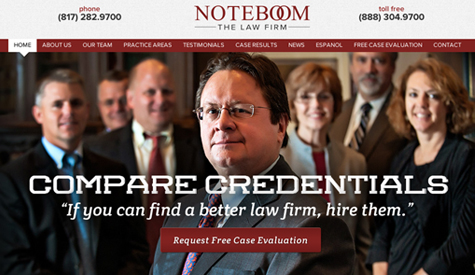 phone
(817) 282.9700
NOTEBOOM
THE LAW FIRM
toll free
(888) 304.9700
HOME ABOUT US OUR TEAM PRACTICE AREAS TESTIMONIALS CASE RESULTS NEWS ESPANOL FREE CASE EVALUATION CONTACT
COMPARE CREDENTIALS
“If you can find a better law firm, hire them.”
Request Free Case Evaluation